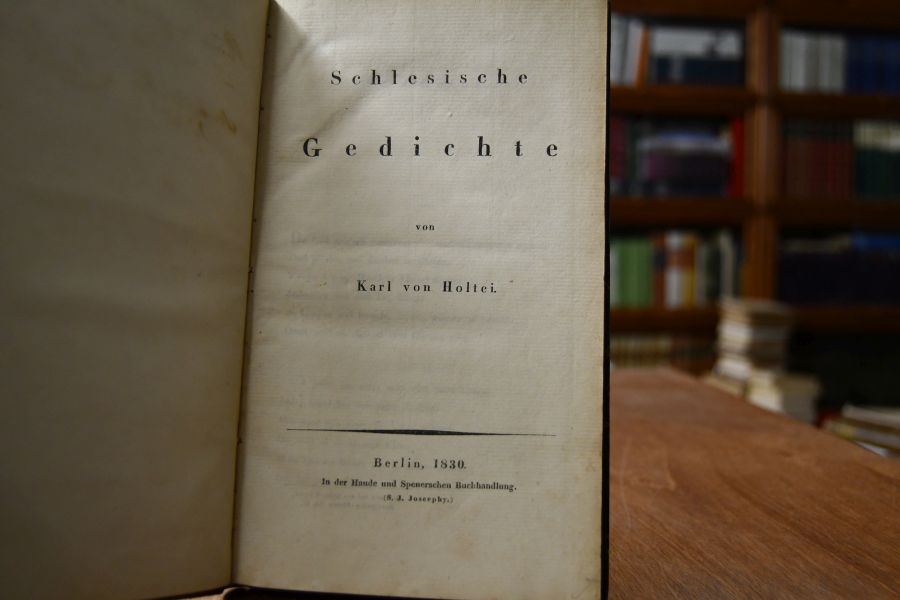 Schlesische
Gedichte
von
Karl von Holtei.
Berlin, 1830.
In der Haude und Spenerschen Buchhandlung.
(S. J. Josephy.)